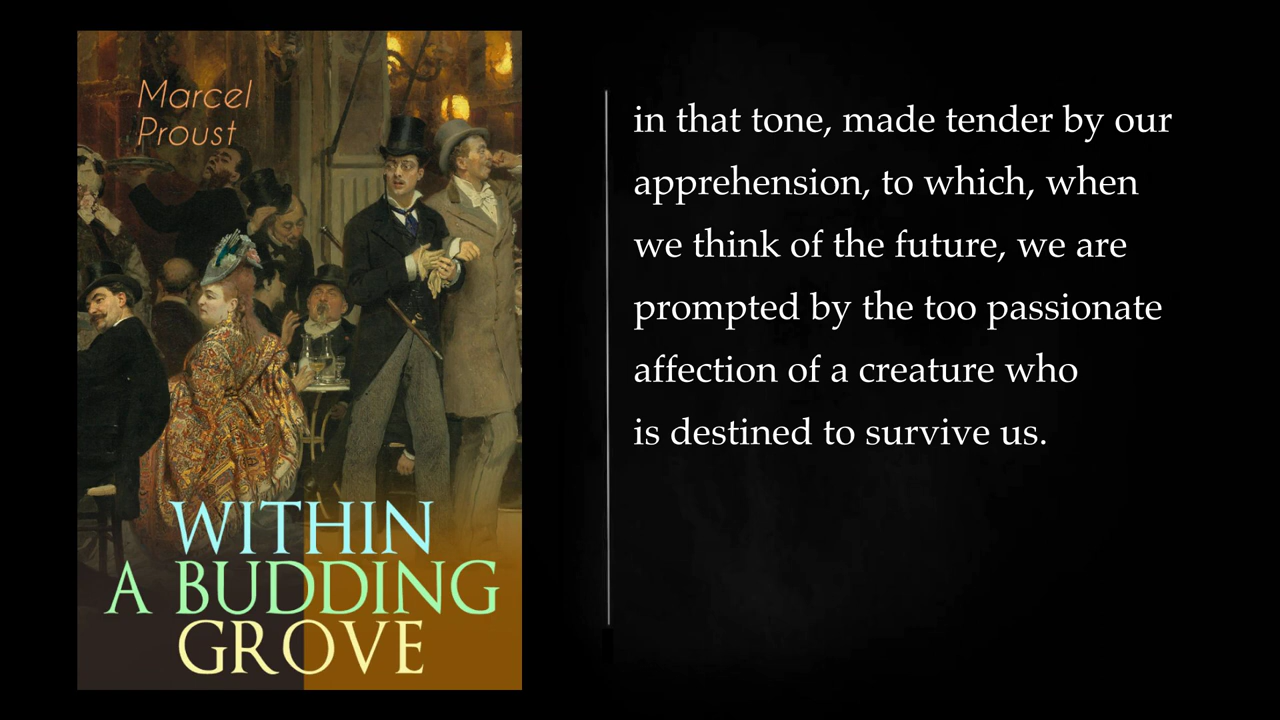 Marcel
Proust
WITHIN
A BUDDING
GROVE
in that tone, made tender by our
apprehension, to which, when
we think of the future, we are
prompted by the too passionate
affection of a creature who
is destined to survive us.